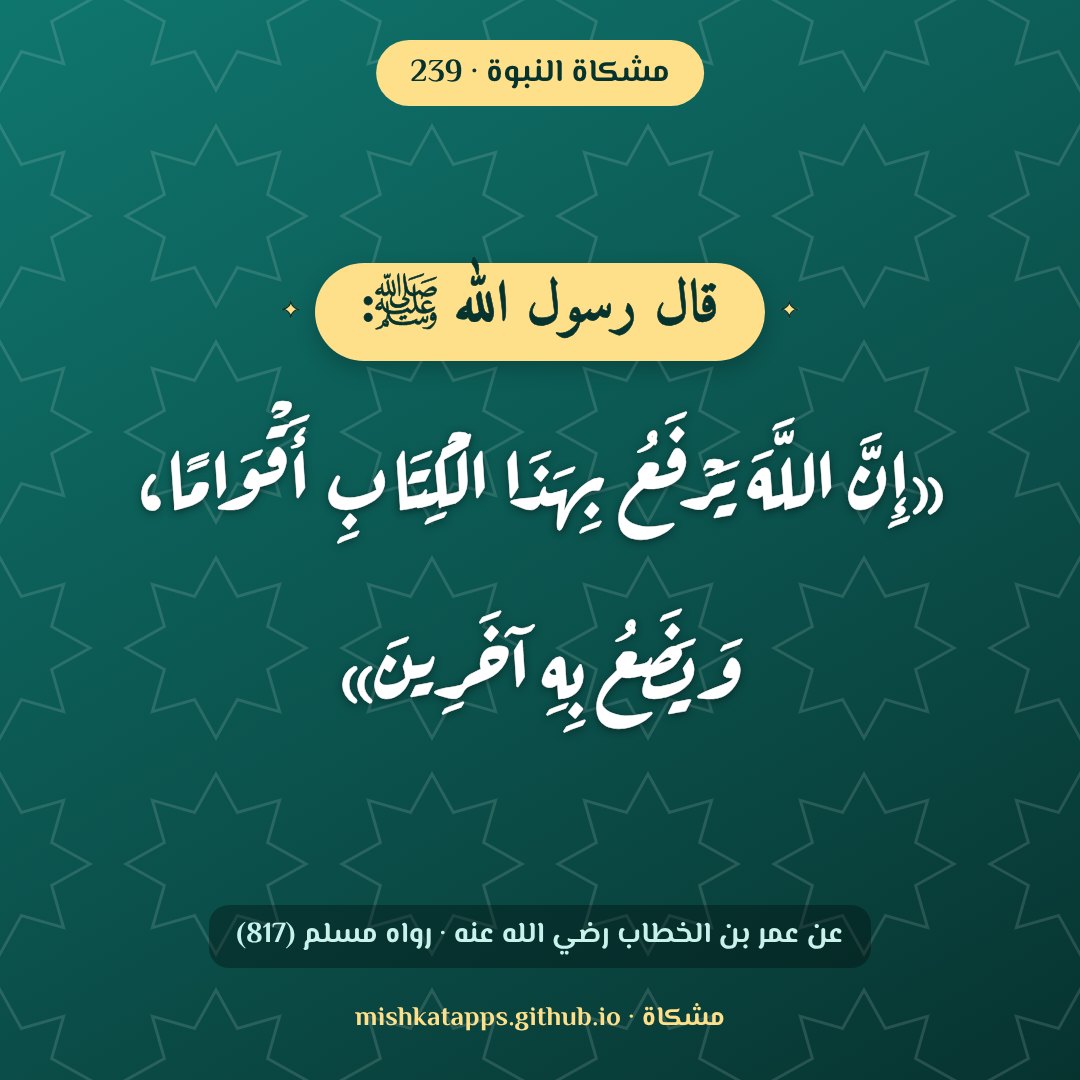 مشكاة النبوة · 239
قال رسول الله ﷺ:
«إِنَّ اللَّهَ يَرْفَعُ بِهَذَا الْكِتَابِ أَقْوَامًا،
وَيَضَعُ بِهِ آخَرِينَ»
عن عمر بن الخطاب رضي الله عنه · رواه مسلم (817)
مشكاة · mishkatapps.github.io